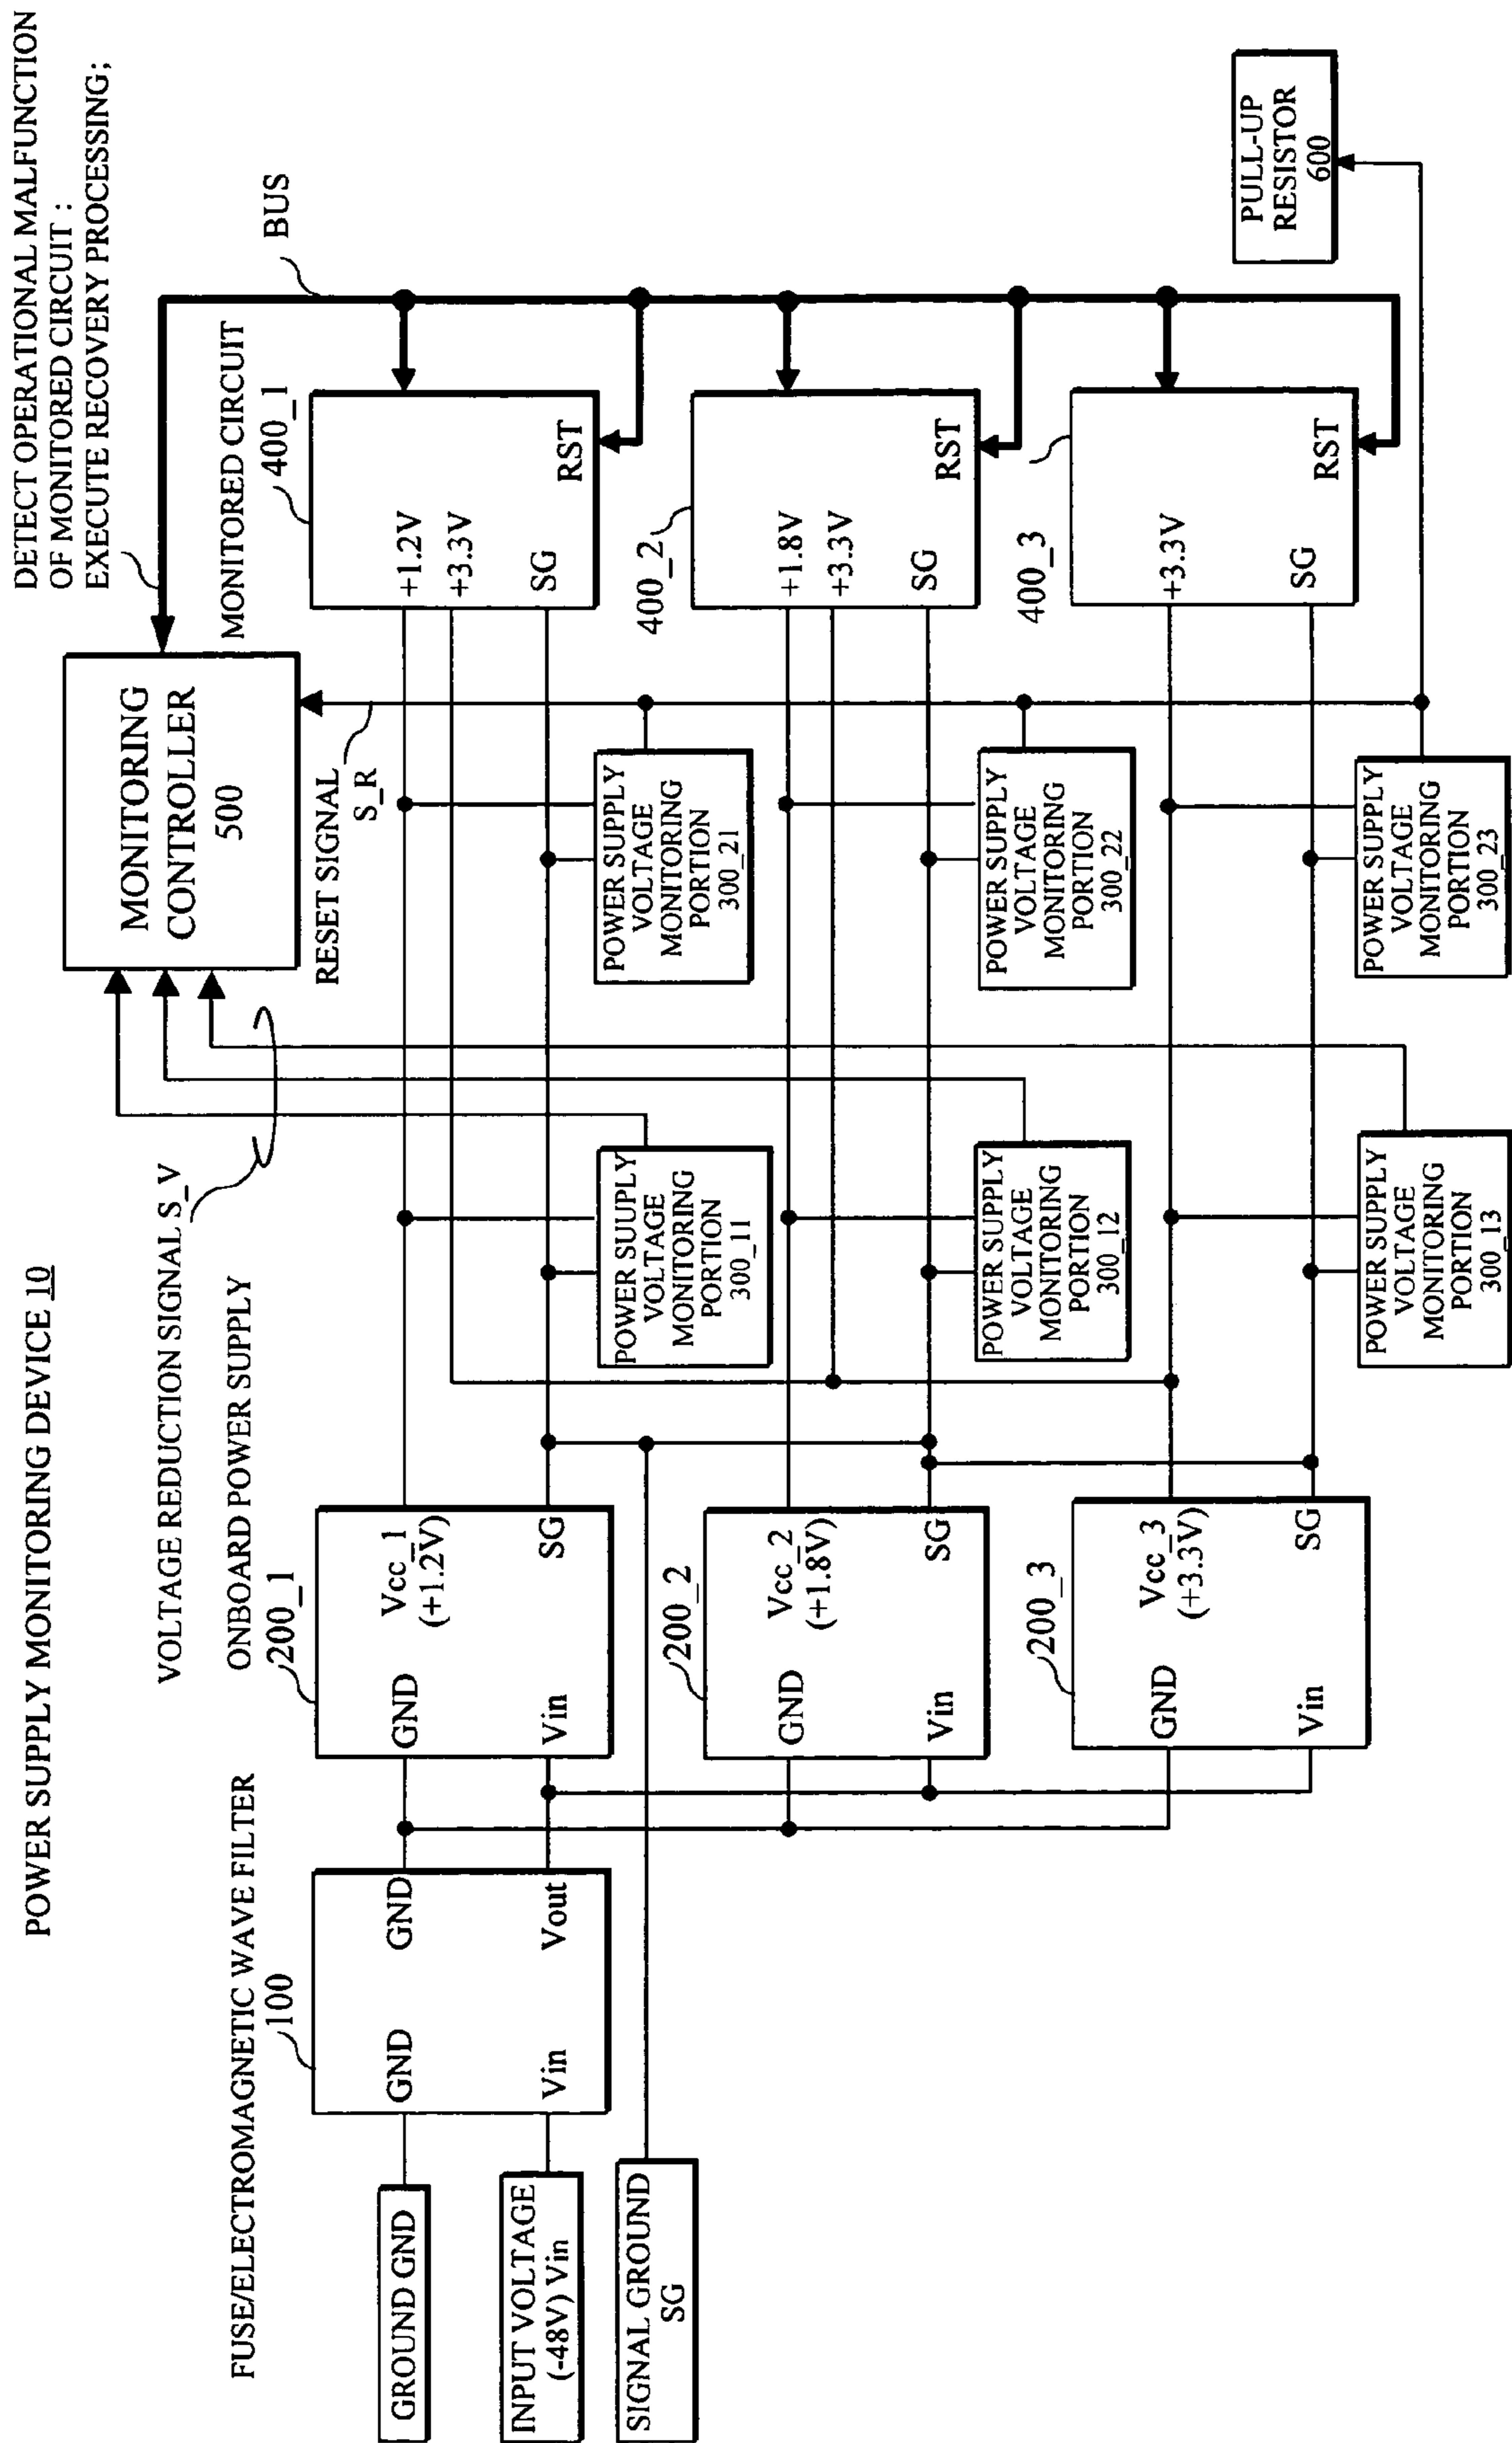 POWER SUPPLY MONITORING DEVICE 10
DETECT OPERATIONAL MALFUNCTION
OF MONITORED CIRCUIT :
EXECUTE RECOVERY PROCESSING;
MONITORING
CONTROLLER
500
VOLTAGE REDUCTION SIGNAL S_V
RESET SIGNAL
S_R
BUS
FUSE/ELECTROMAGNETIC WAVE FILTER
100
ONBOARD POWER SUPPLY
200_1
MONITORED CIRCUIT
400_1
GROUND GND
INPUT VOLTAGE
(-48V) Vin
SIGNAL GROUND
SG
GND
Vin
GND
Vout
GND
Vin
Vcc_1
(+1.2V)
SG
+1.2V
+3.3V
SG
RST
POWER SUUPLY
VOLTAGE
MONITORING
PORTION
300_11
POWER SUPPLY
VOLTAGE
MONITORING
PORTION
300_21
200_2
GND
Vin
Vcc_2
(+1.8V)
SG
400_2
+1.8V
+3.3V
SG
RST
POWER SUPPLY
VOLTAGE
MONITORING
PORTION
300_12
POWER SUPPLY
VOLTAGE
MONITORING
PORTION
300_22
200_3
GND
Vin
Vcc_3
(+3.3V)
SG
400_3
+3.3V
SG
RST
POWER SUPPLY
VOLTAGE
MONITORING
PORTION
300_13
POWER SUPPLY
VOLTAGE
MONITORING
PORTION
300_23
PULL-UP
RESISTOR
600